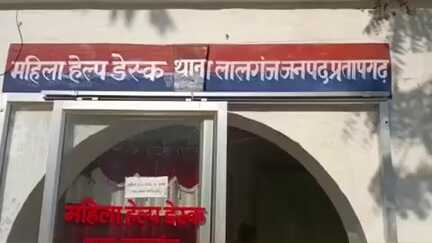 महिला हेल्प डेस्क थाना लालगंज जनपद प्रतापगढ़
महिला हेल्प डेस्क